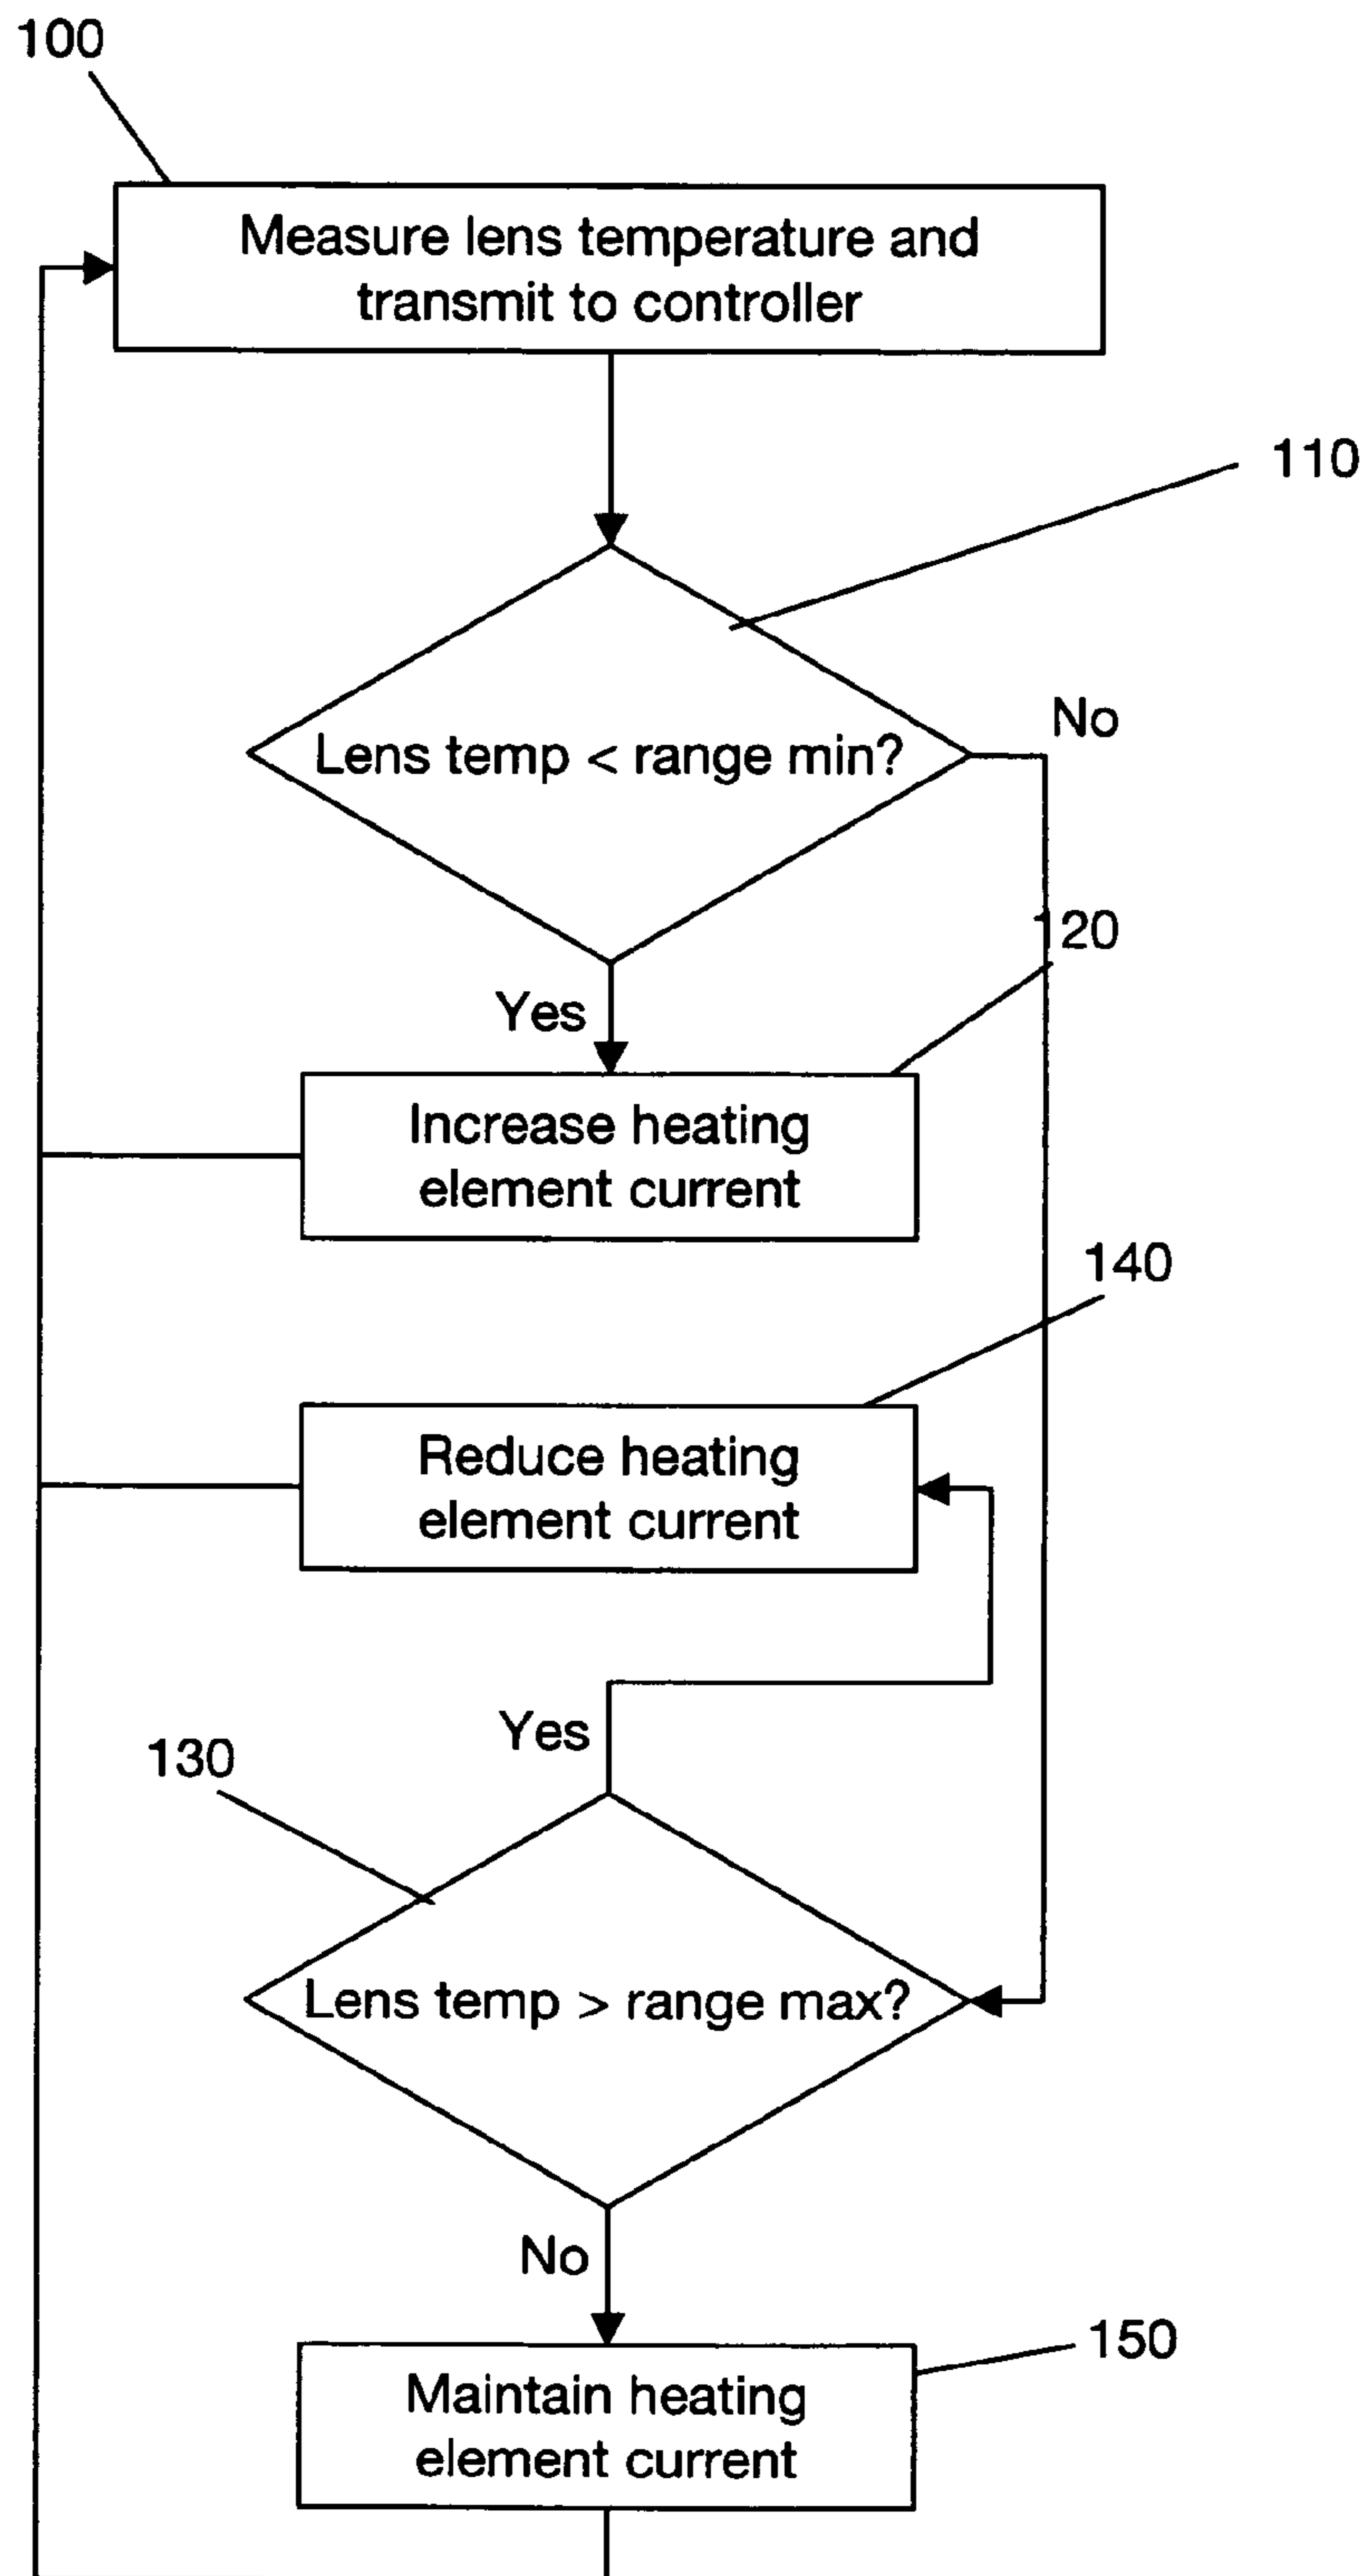 100
Measure lens temperature and
transmit to controller
110
Lens temp < range min?
No
120
Yes
Increase heating
element current
140
Reduce heating
element current
Yes
130
Lens temp > range max?
No
150
Maintain heating
element current